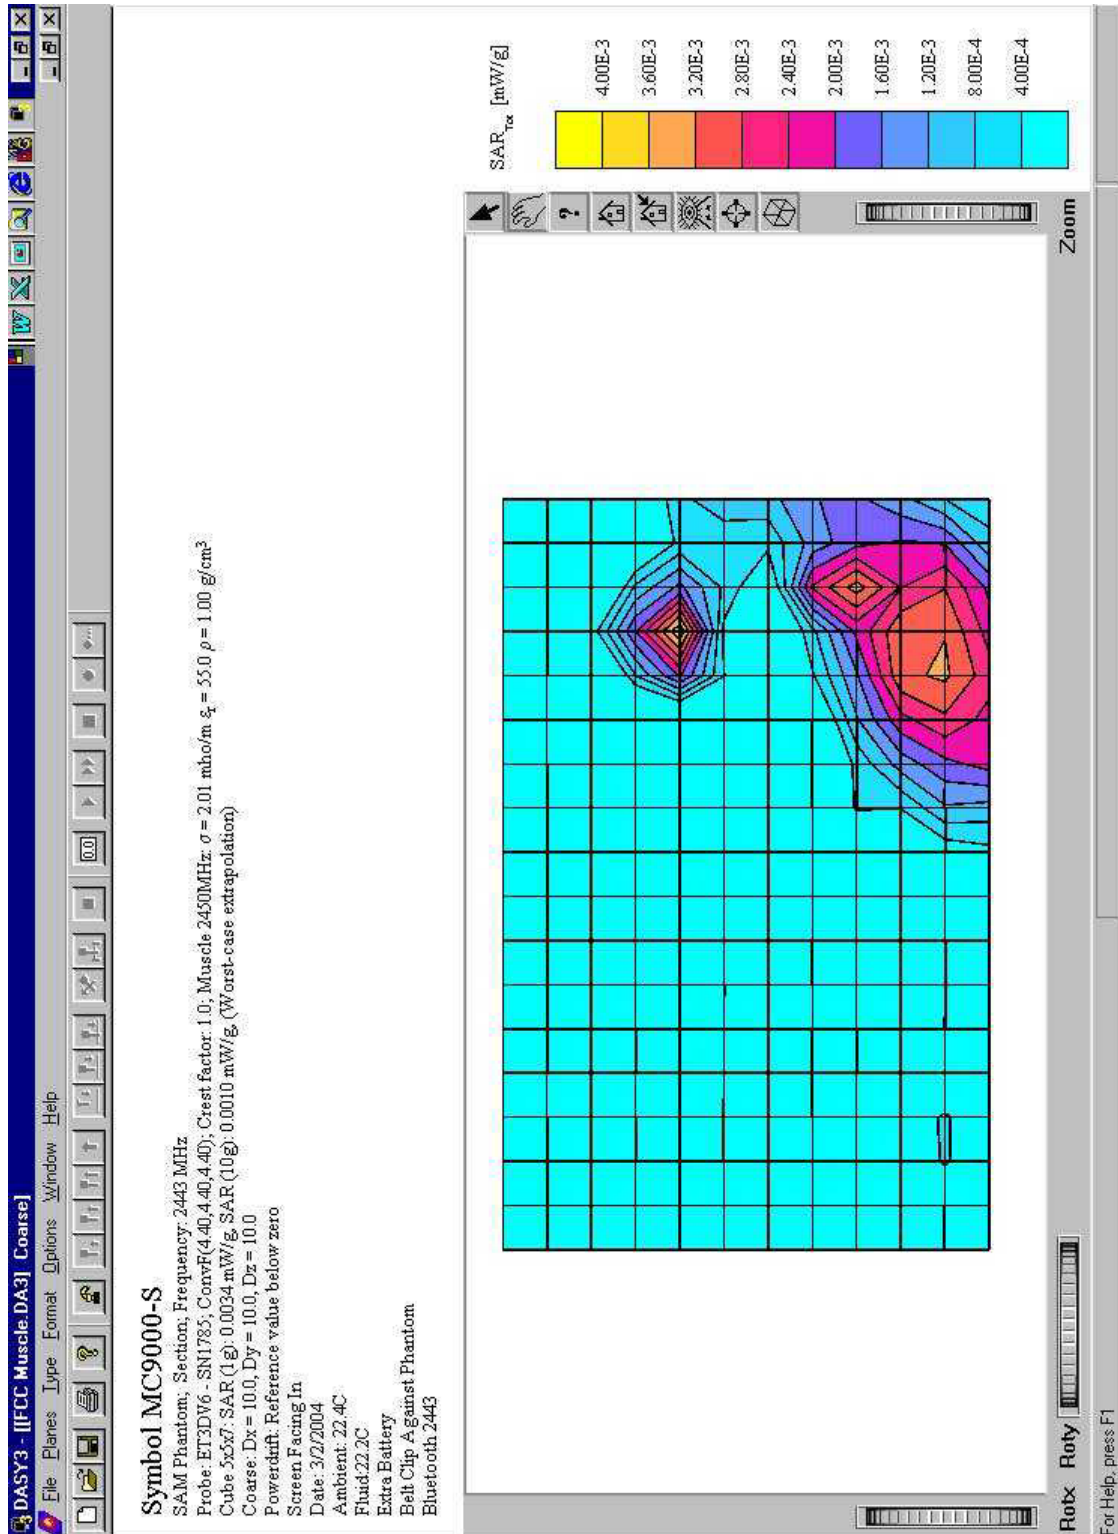 DASY3 - [[FCC Muscle.DA3] Coarse]
File Planes Type Format Options Window Help
0.0
Symbol MC9000-S
SAM Phantom; Section; Frequency: 2443 MHz
Probe: ET3DV6 - SN1785; ConvF(4.40,4.40,4.40); Crest factor: 1.0; Muscle 2450MHz: σ = 2.01 mho/m εr = 55.0 ρ = 1.00 g/cm³
Cube 5x5x7: SAR (1g): 0.0034 mW/g, SAR (10g): 0.0010 mW/g, (Worst-case extrapolation)
Coarse: Dx = 10.0, Dy = 10.0, Dz = 10.0
Powerdrift: Reference value below zero
Screen Facing In
Date: 3/2/2004
Ambient: 22.4C
Fluid:22.2C
Extra Battery
Belt Clip Against Phantom
Bluetooth 2443
SARTot [mW/g]
4.00E-3
3.60E-3
3.20E-3
2.80E-3
2.40E-3
2.00E-3
1.60E-3
1.20E-3
8.00E-4
4.00E-4
Rotx Roty Zoom
For Help, press F1